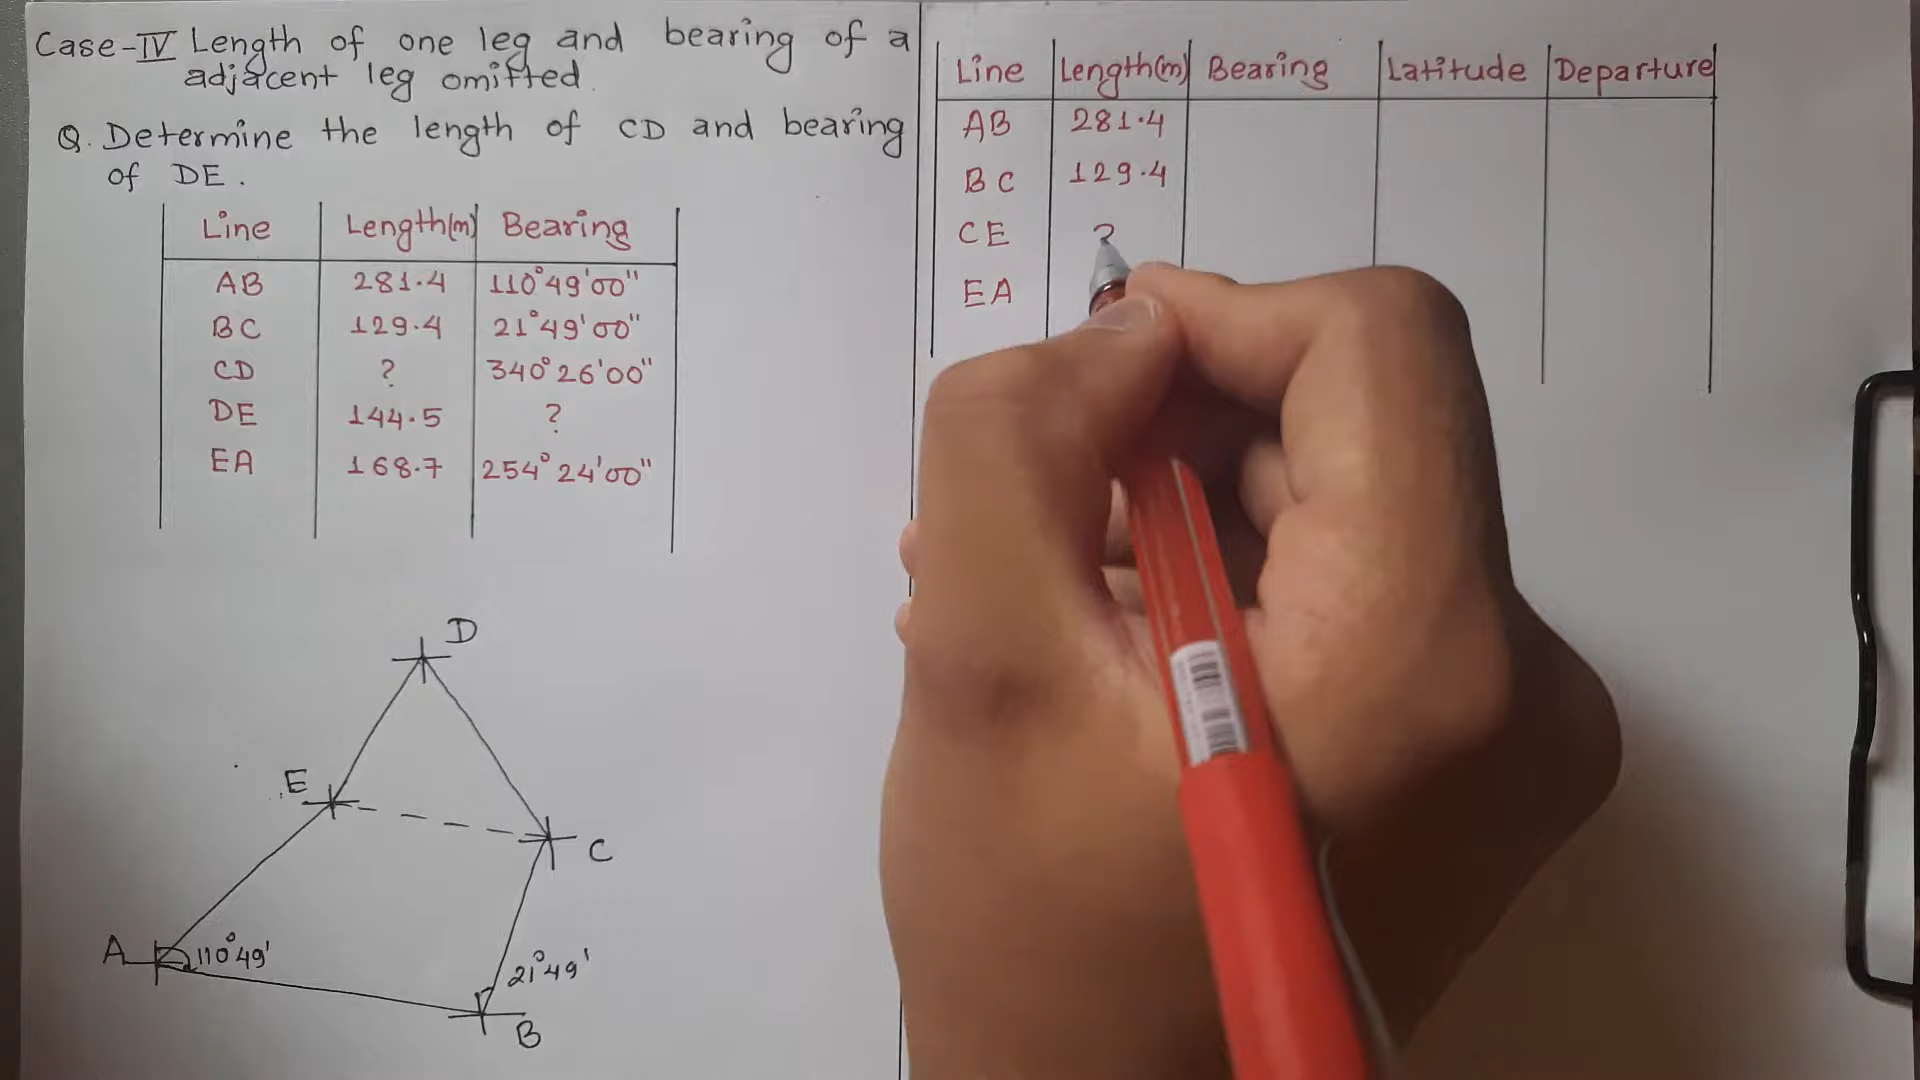 Case-IV Length of one leg and bearing of a
adjacent leg omitted.
Q. Determine the length of CD and bearing
of DE.
Line Length(m) Bearing
AB 281.4 110°49'00"
BC 129.4 21°49'00"
CD ? 340°26'00"
DE 144.5 ?
EA 168.7 254°24'00"
D
E
C
A 110°49'
21°49'
B
Line Length(m) Bearing Latitude Departure
AB 281.4
BC 129.4
CE ?
EA